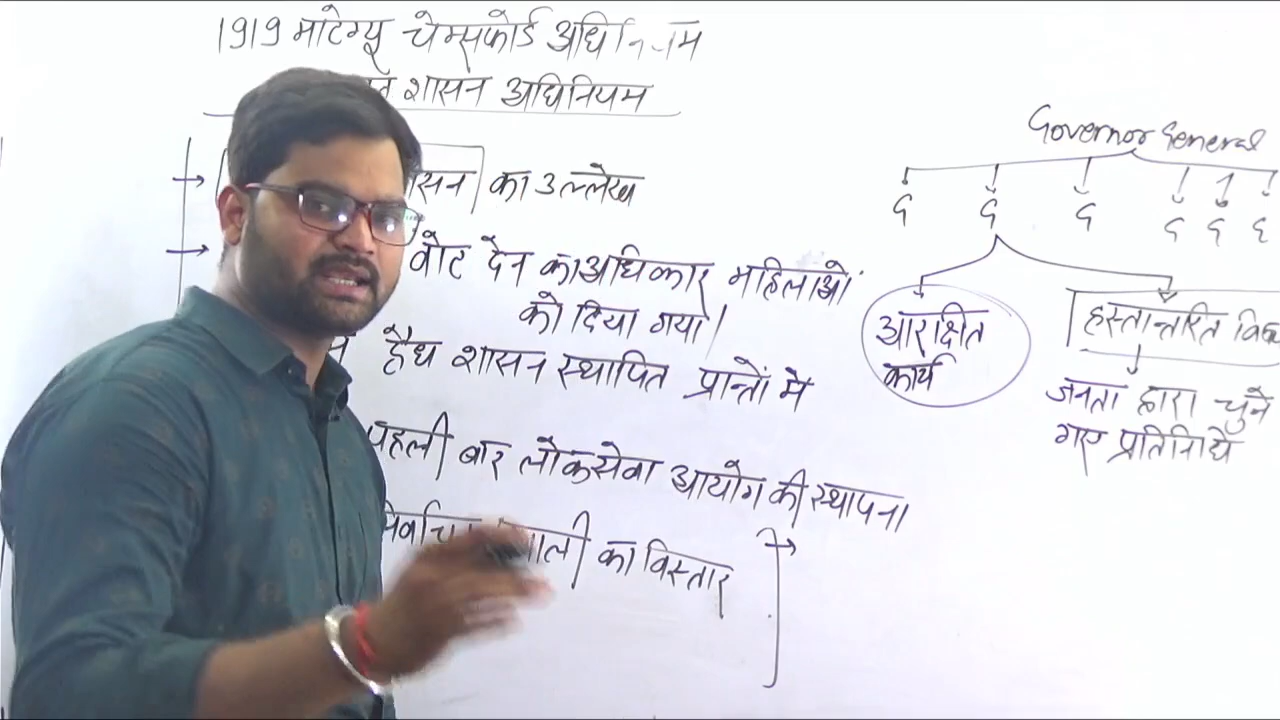 1919 माटेग्यू चेम्सफोर्ड अधिनियम
शासन अधिनियम
का उल्लेख
वोट देन का अधिकार महिलाओं
को दिया गया।
द्वैध शासन स्थापित प्रान्तों मे
पहली बार लोकसेवा आयोग की स्थापना
का विस्तार
Governor General
G G G G G G
आरक्षित
कार्य
हस्तान्तरित
जनता द्वारा चुने
गए प्रतिनिधि